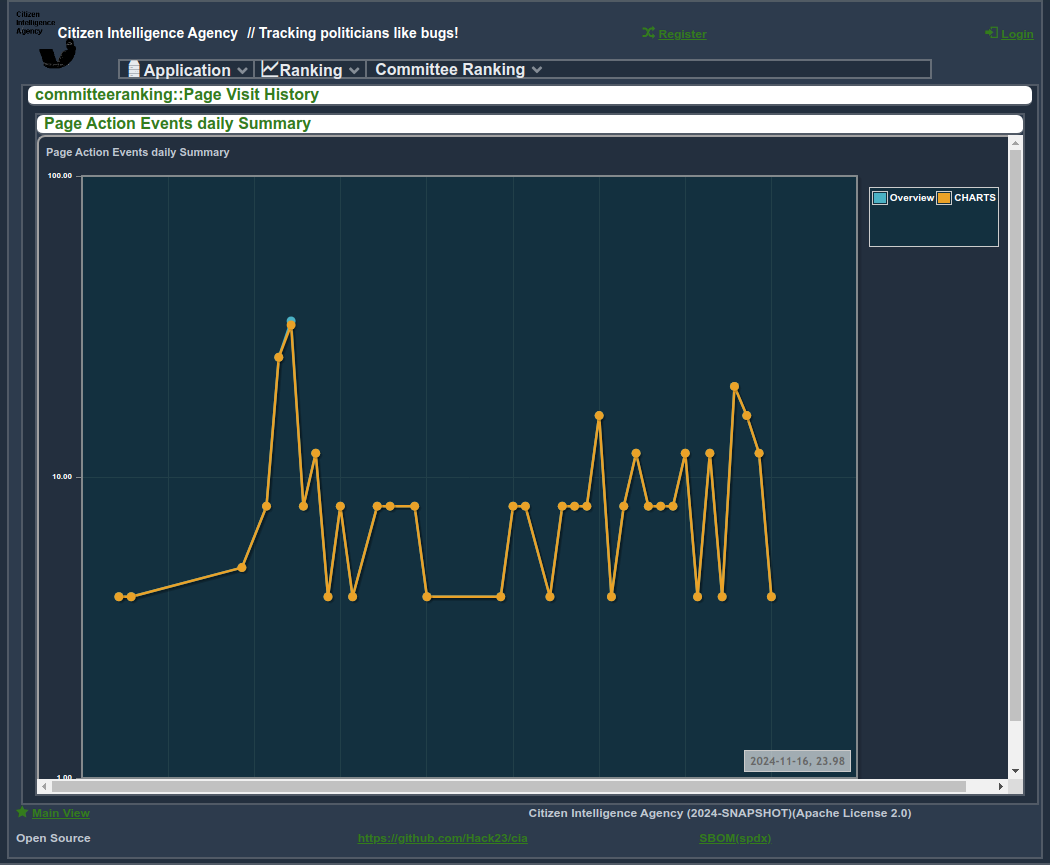 Citizen
Intelligence
Agency
Citizen Intelligence Agency // Tracking politicians like bugs!
Register
Login
Application
Ranking
Committee Ranking
committeeranking::Page Visit History
Page Action Events daily Summary
Page Action Events daily Summary
100.00
Overview
CHARTS
10.00
2024-11-16, 23.98
1.00
Main View
Citizen Intelligence Agency (2024-SNAPSHOT)(Apache License 2.0)
Open Source
https://github.com/Hack23/cia
SBOM(spdx)